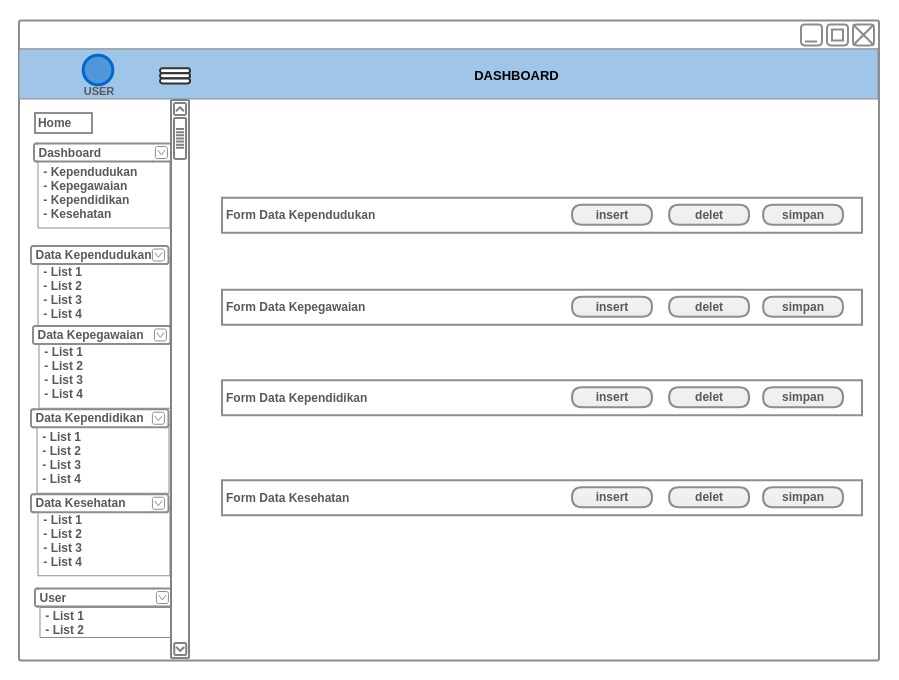 USER
DASHBOARD
Home
Dashboard
- Kependudukan
- Kepegawaian
- Kependidikan
- Kesehatan
Data Kependudukan
- List 1
- List 2
- List 3
- List 4
Data Kepegawaian
- List 1
- List 2
- List 3
- List 4
Data Kependidikan
- List 1
- List 2
- List 3
- List 4
Data Kesehatan
- List 1
- List 2
- List 3
- List 4
User
- List 1
- List 2
Form Data Kependudukan insert delet simpan
Form Data Kepegawaian insert delet simpan
Form Data Kependidikan insert delet simpan
Form Data Kesehatan insert delet simpan